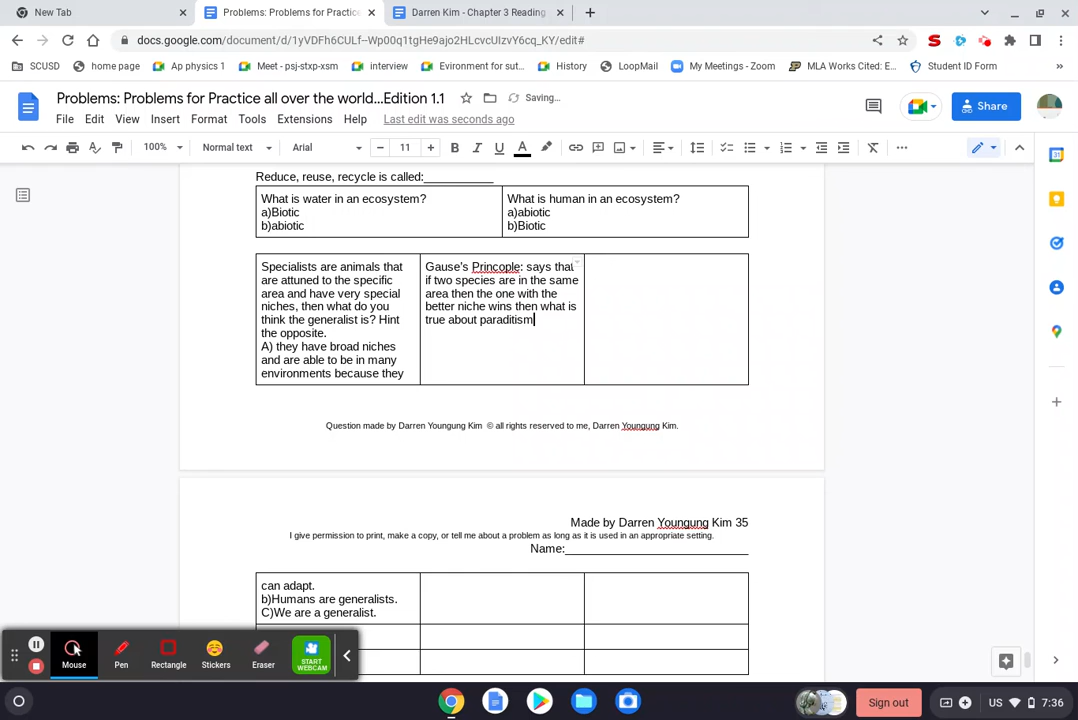 New Tab
Problems: Problems for Practice
Darren Kim - Chapter 3 Reading
docs.google.com/document/d/1yVDFh6CULf--Wp00q1tgHe9ajo2HLcvcUIzvY6cq_KY/edit#
SCUSD
home page
Ap physics 1
Meet - psj-stxp-xsm
interview
Evironment for sut...
History
LoopMail
My Meetings - Zoom
MLA Works Cited: E...
Student ID Form
Problems: Problems for Practice all over the world...Edition 1.1
Saving...
Share
File Edit View Insert Format Tools Extensions Help Last edit was seconds ago
100% Normal text Arial 11
Reduce, reuse, recycle is called:___________
What is water in an ecosystem?
a)Biotic
b)abiotic
What is human in an ecosystem?
a)abiotic
b)Biotic
Specialists are animals that
are attuned to the specific
area and have very special
niches, then what do you
think the generalist is? Hint
the opposite.
A) they have broad niches
and are able to be in many
environments because they
Gause's Princople: says that
if two species are in the same
area then the one with the
better niche wins then what is
true about paraditism
Question made by Darren Youngung Kim © all rights reserved to me, Darren Youngung Kim.
Made by Darren Youngung Kim 35
I give permission to print, make a copy, or tell me about a problem as long as it is used in an appropriate setting.
Name:_____________________________
can adapt.
b)Humans are generalists.
C)We are a generalist.
Mouse
Pen
Rectangle
Stickers
Eraser
START
WEBCAM
Sign out
US
7:36